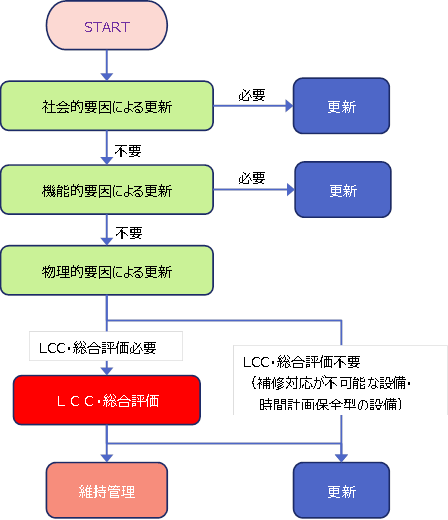 START
社会的要因による更新
必要
更新
不要
機能的要因による更新
必要
更新
不要
物理的要因による更新
LCC・総合評価必要
LCC・総合評価不要
（補修対応が不可能な設備・
時間計画保全型の設備）
ＬＣＣ・総合評価
維持管理
更新